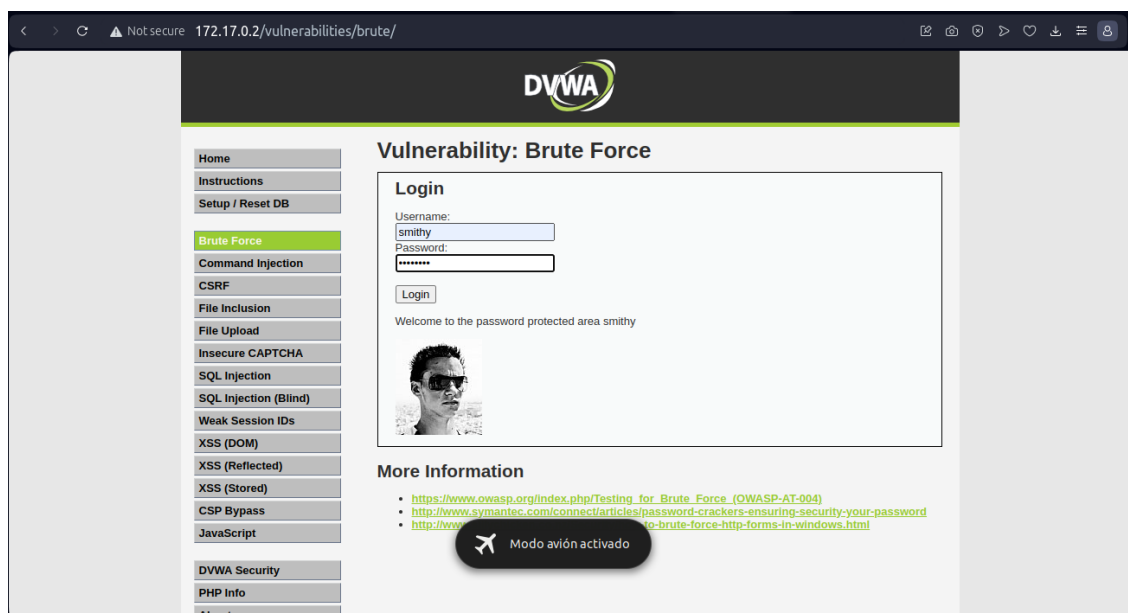 Not secure 172.17.0.2/vulnerabilities/brute/
DVWA
Home
Instructions
Setup / Reset DB
Brute Force
Command Injection
CSRF
File Inclusion
File Upload
Insecure CAPTCHA
SQL Injection
SQL Injection (Blind)
Weak Session IDs
XSS (DOM)
XSS (Reflected)
XSS (Stored)
CSP Bypass
JavaScript
DVWA Security
PHP Info
Vulnerability: Brute Force
Login
Username:
smithy
Password:
••••••••
Login
Welcome to the password protected area smithy
More Information
https://www.owasp.org/index.php/Testing_for_Brute_Force_(OWASP-AT-004)
http://www.symantec.com/connect/articles/password-crackers-ensuring-security-your-password
http://www to-brute-force-http-forms-in-windows.html
Modo avión activado